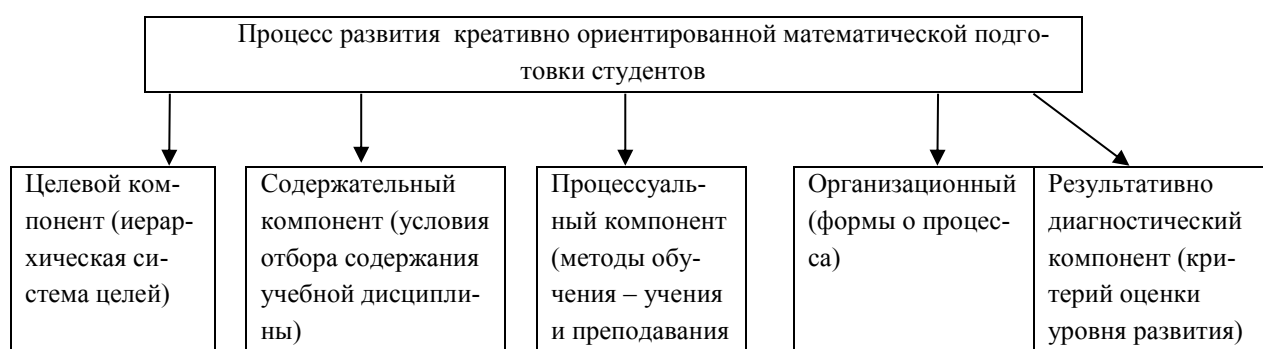 Процесс развития креативно ориентированной математической подго-
товки студентов
Целевой ком-
понент (иерар-
хическая си-
стема целей)
Содержательный
компонент (условия
отбора содержания
учебной дисципли-
ны)
Процессуаль-
ный компонент
(методы обу-
чения – учения
и преподавания
Организационный
(формы о процес-
са)
Результативно
диагностический
компонент (кри-
терий оценки
уровня развития)